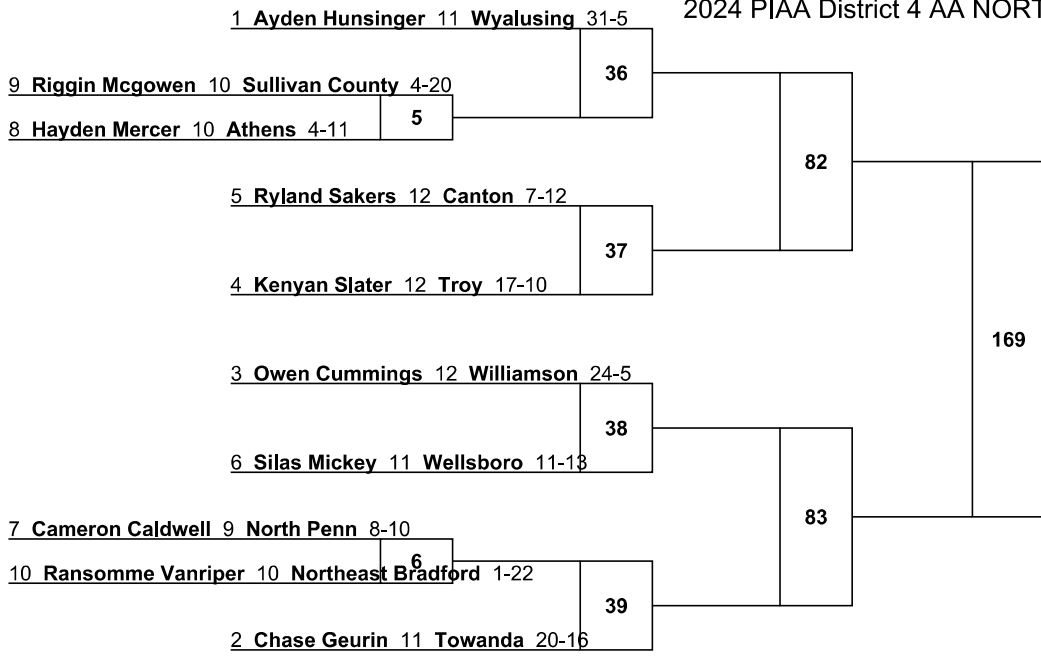 2024 PIAA District 4 AA NORT
1 Ayden Hunsinger 11 Wyalusing 31-5
36
9 Riggin Mcgowen 10 Sullivan County 4-20
5
8 Hayden Mercer 10 Athens 4-11
82
5 Ryland Sakers 12 Canton 7-12
37
4 Kenyan Slater 12 Troy 17-10
169
3 Owen Cummings 12 Williamson 24-5
38
6 Silas Mickey 11 Wellsboro 11-13
83
7 Cameron Caldwell 9 North Penn 8-10
6
10 Ransomme Vanriper 10 Northeast Bradford 1-22
39
2 Chase Geurin 11 Towanda 20-16